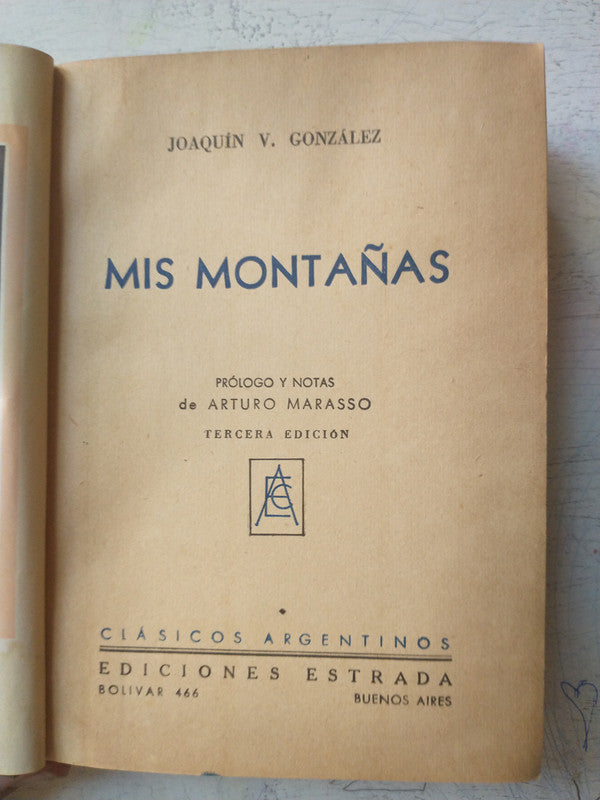 JOAQUÍN V. GONZÁLEZ
MIS MONTAÑAS
PRÓLOGO Y NOTAS
de ARTURO MARASSO
TERCERA EDICIÓN
CLÁSICOS ARGENTINOS
EDICIONES ESTRADA
BOLIVAR 466 BUENOS AIRES